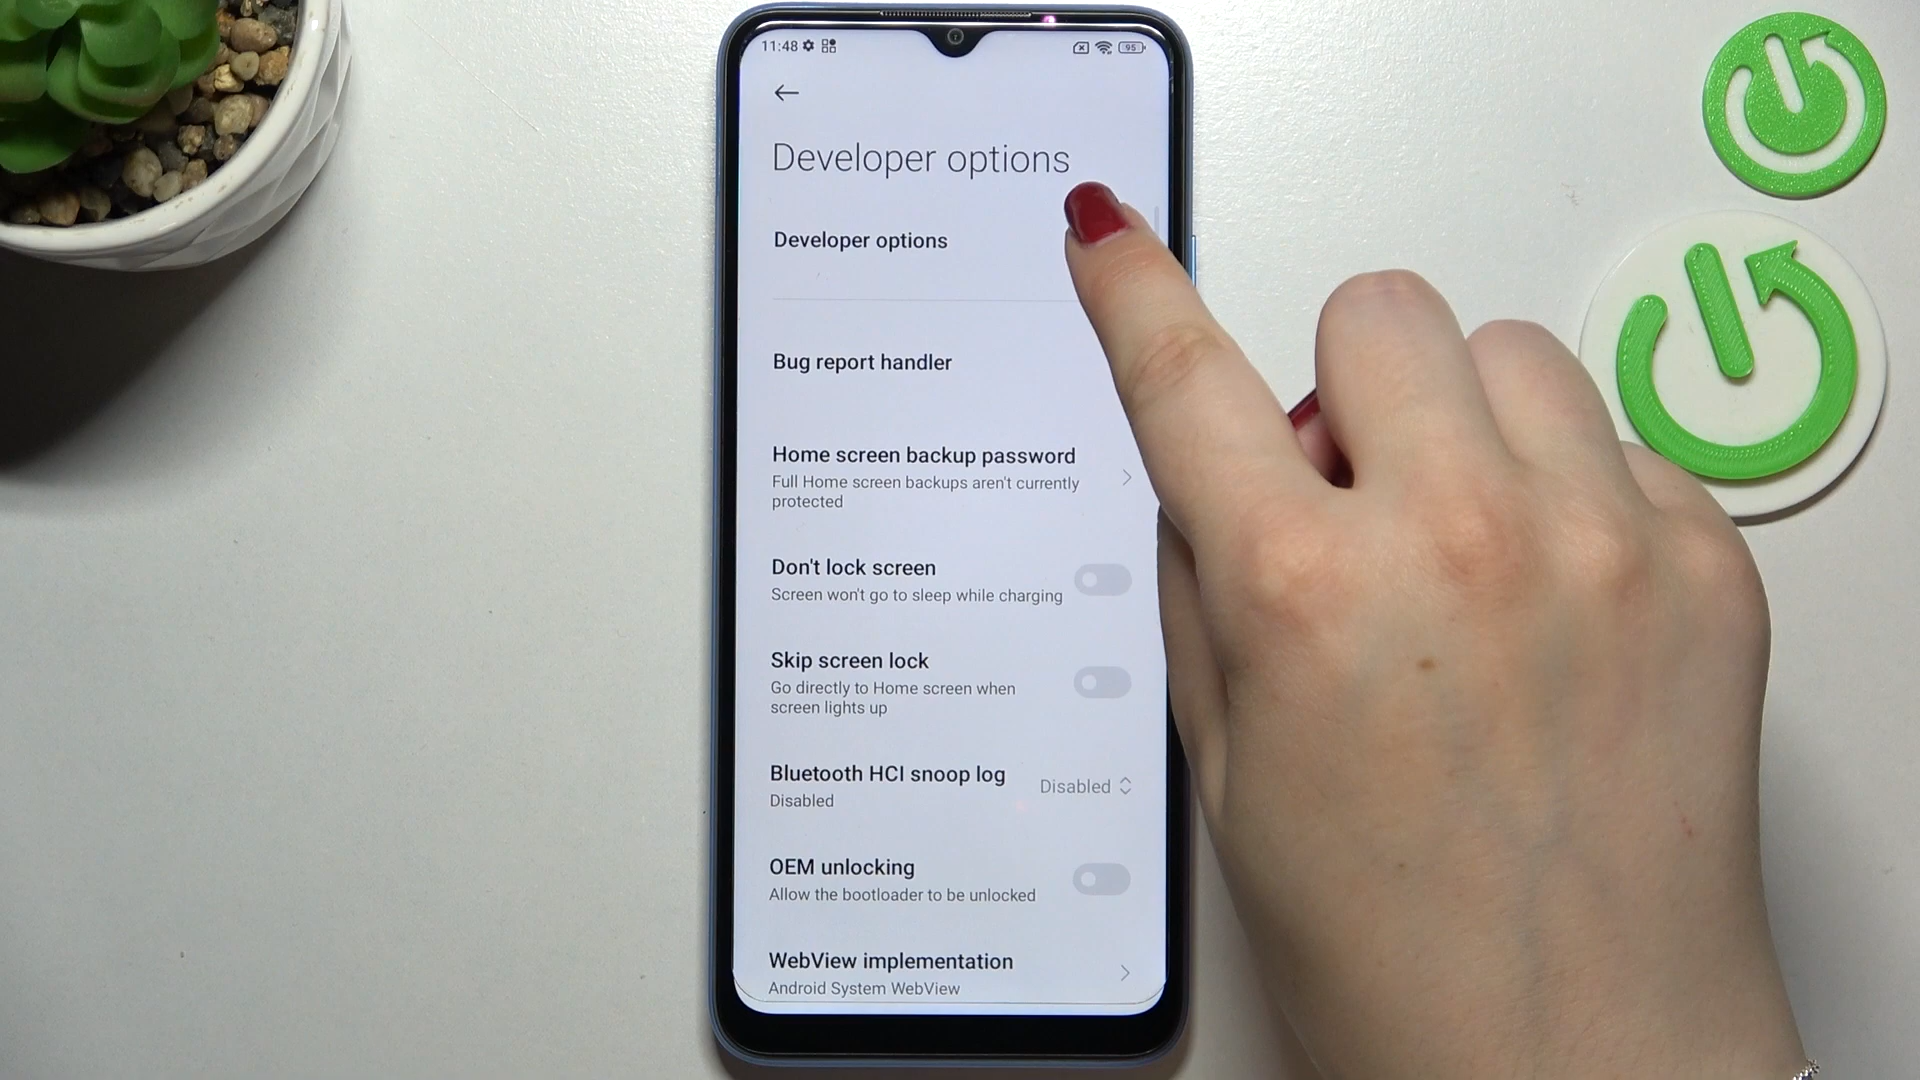 11:48
95
Developer options
Developer options
Bug report handler
Home screen backup password
Full Home screen backups aren't currently
protected
Don't lock screen
Screen won't go to sleep while charging
Skip screen lock
Go directly to Home screen when
screen lights up
Bluetooth HCI snoop log
Disabled
Disabled
OEM unlocking
Allow the bootloader to be unlocked
WebView implementation
Android System WebView